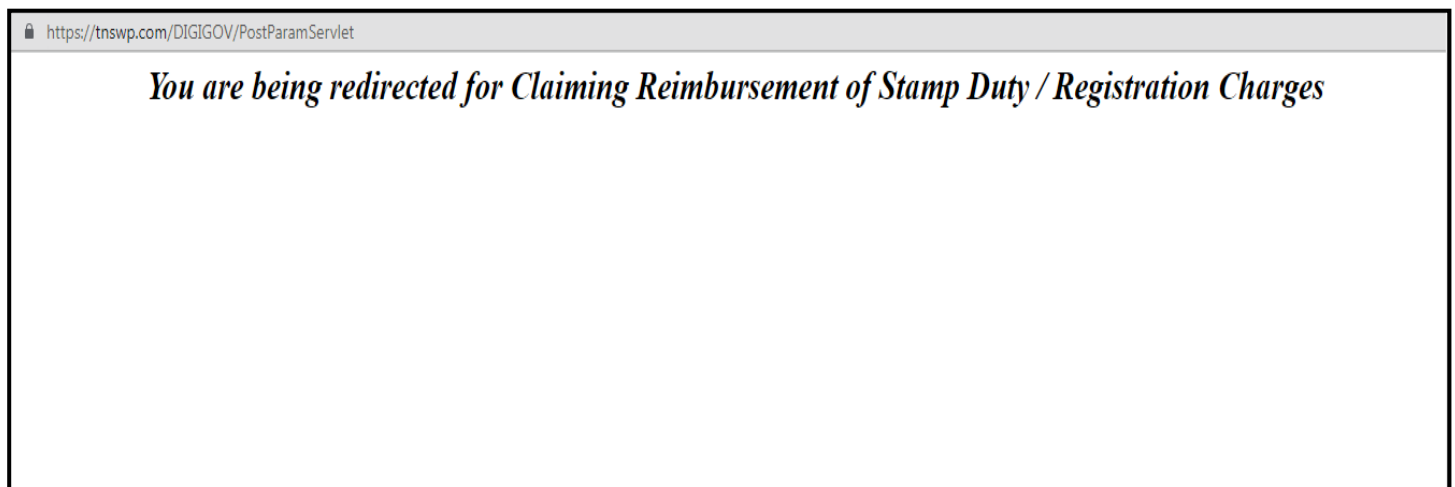 https://tnswp.com/DIGIGOV/PostParamServlet
You are being redirected for Claiming Reimbursement of Stamp Duty / Registration Charges